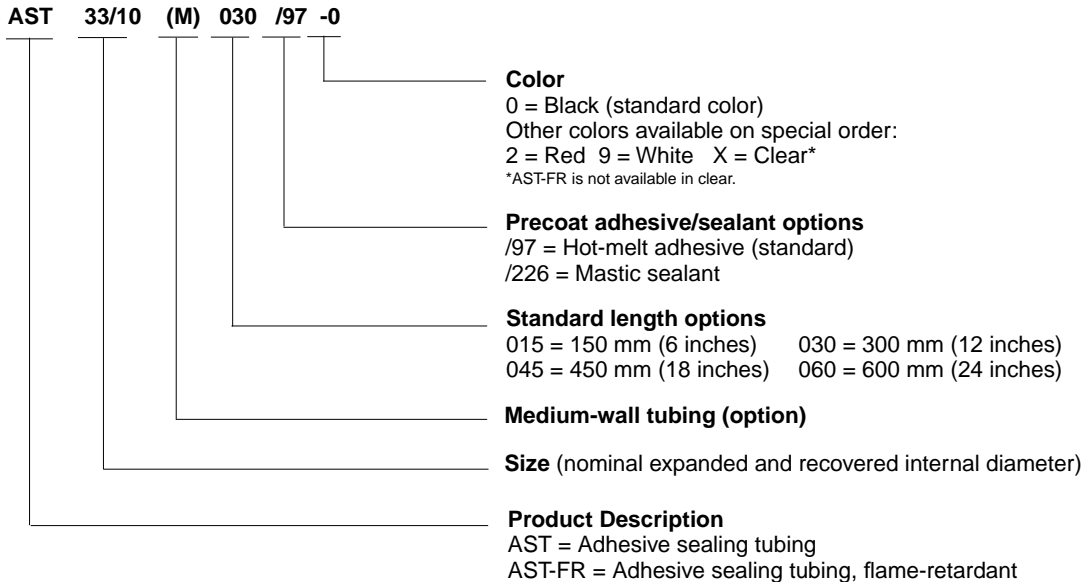 AST 33/10 (M) 030 /97 -0
Color
0 = Black (standard color)
Other colors available on special order:
2 = Red 9 = White X = Clear*
*AST-FR is not available in clear.
Precoat adhesive/sealant options
/97 = Hot-melt adhesive (standard)
/226 = Mastic sealant
Standard length options
015 = 150 mm (6 inches) 030 = 300 mm (12 inches)
045 = 450 mm (18 inches) 060 = 600 mm (24 inches)
Medium-wall tubing (option)
Size (nominal expanded and recovered internal diameter)
Product Description
AST = Adhesive sealing tubing
AST-FR = Adhesive sealing tubing, flame-retardant